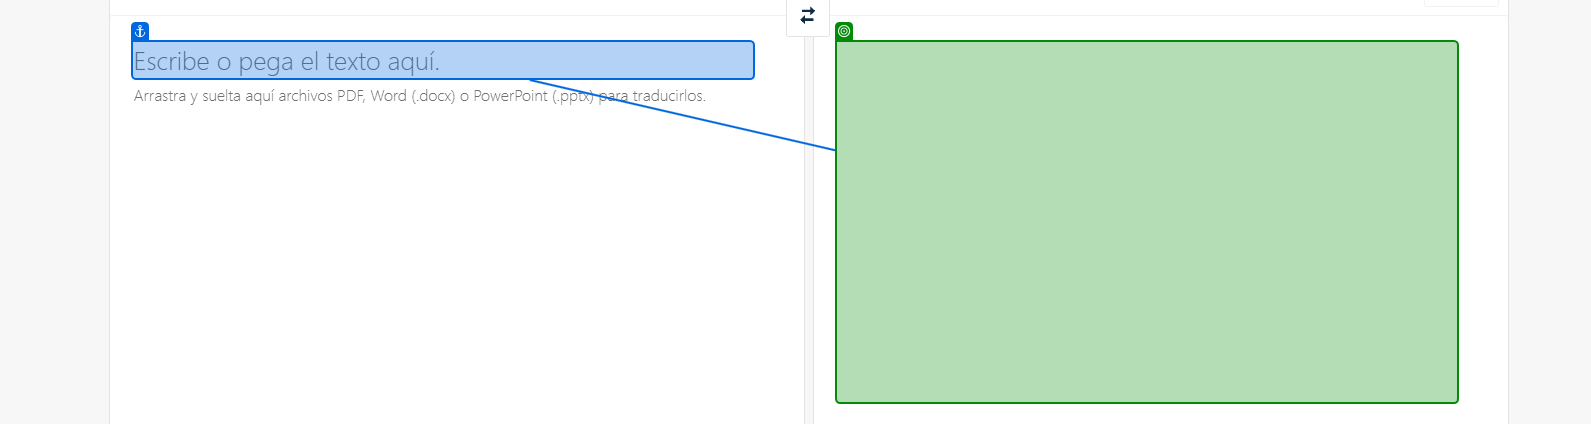 Escribe o pega el texto aquí.
Arrastra y suelta aquí archivos PDF, Word (.docx) o PowerPoint (.pptx) para traducirlos.